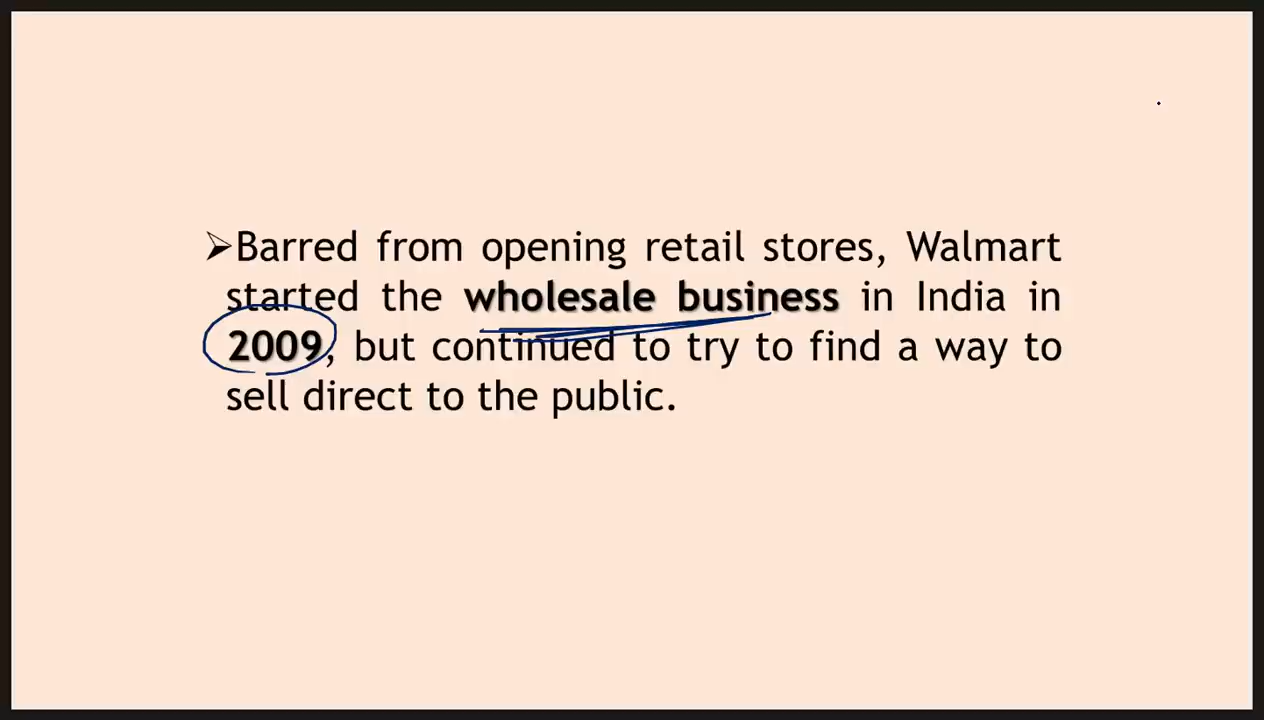 ➢Barred from opening retail stores, Walmart
started the wholesale business in India in
2009, but continued to try to find a way to
sell direct to the public.